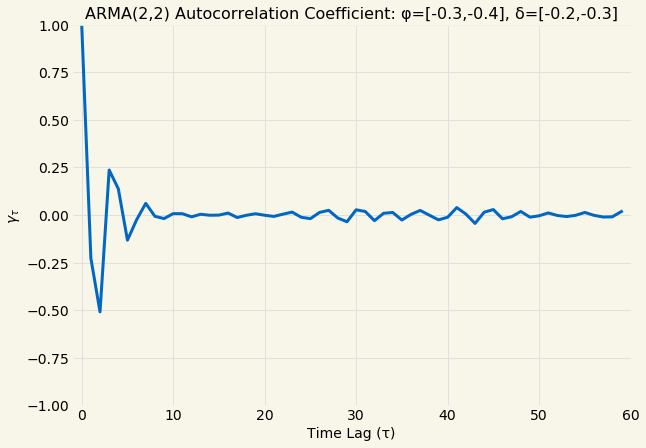 ARMA(2,2) Autocorrelation Coefficient: φ=[-0.3,-0.4], δ=[-0.2,-0.3]
1.00
0.75
0.50
0.25
0.00
−0.25
−0.50
−0.75
−1.00
γτ
0 10 20 30 40 50 60
Time Lag (τ)